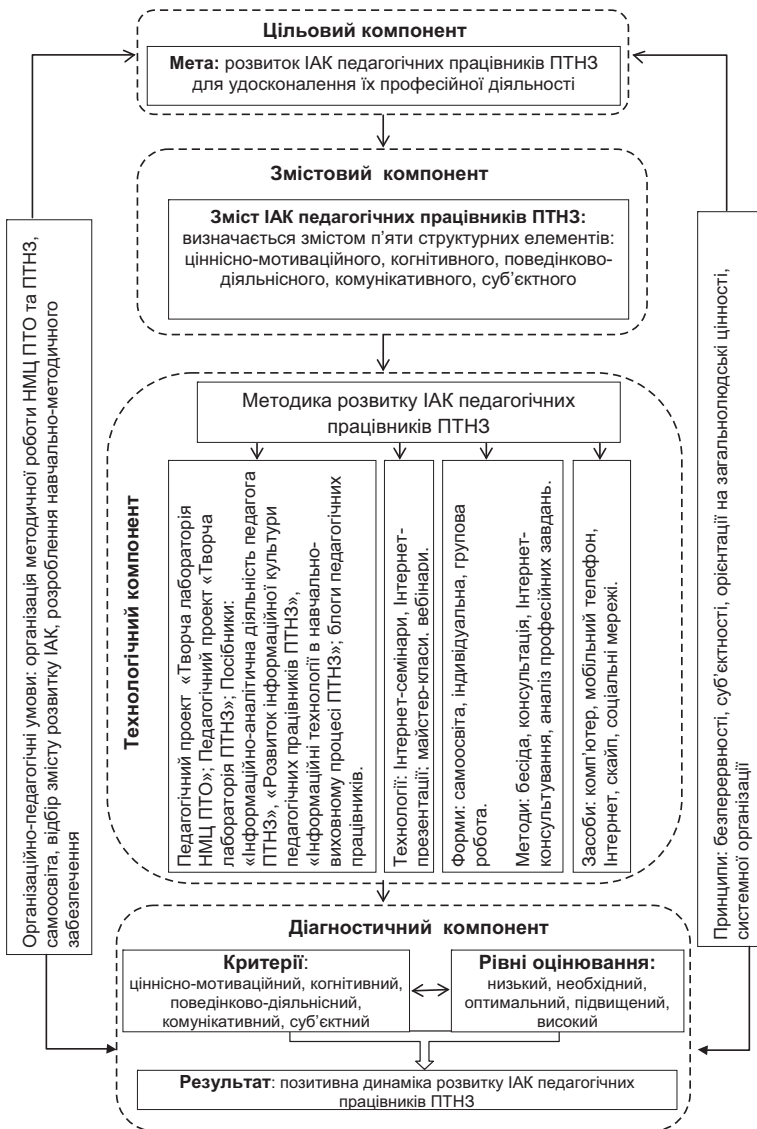 Цільовий компонент
Мета: розвиток ІАК педагогічних працівників ПТНЗ
для удосконалення їх професійної діяльності
Змістовий компонент
Зміст ІАК педагогічних працівників ПТНЗ:
визначається змістом п’яти структурних елементів:
ціннісно-мотиваційного, когнітивного, поведінково-
діяльнісного, комунікативного, суб’єктного
Організаційно-педагогічні умови: організація методичної роботи НМЦ ПТО та ПТНЗ,
самоосвіта, відбір змісту розвитку ІАК, розроблення навчально-методичного
забезпечення
Технологічний компонент
Методика розвитку ІАК педагогічних
працівників ПТНЗ
Педагогічний проект «Творча лабораторія
НМЦ ПТО»; Педагогічний проект «Творча
лабораторія ПТНЗ»; Посібники:
«Інформаційно-аналітична діяльність педагога
ПТНЗ», «Розвиток інформаційної культури
педагогічних працівників ПТНЗ»,
«Інформаційні технології в навчально-
виховному процесі ПТНЗ»; блоги педагогічних
працівників.
Технології: Інтернет-семінари, Інтернет-
презентації: майстер-класи. вебінари.
Форми: самоосвіта, індивідуальна, групова
робота.
Методи: бесіда, консультація, Інтернет-
консультування, аналіз професійних завдань.
Засоби: комп’ютер, мобільний телефон,
Інтернет, скайп, соціальні мережі.
Принципи: безперервності, суб’єктності, орієнтації на загальнолюдські цінності,
системної організації
Діагностичний компонент
Критерії:
ціннісно-мотиваційний, когнітивний,
поведінково-діяльнісний,
комунікативний, суб’єктний
Рівні оцінювання:
низький, необхідний,
оптимальний, підвищений,
високий
Результат: позитивна динаміка розвитку ІАК педагогічних
працівників ПТНЗ